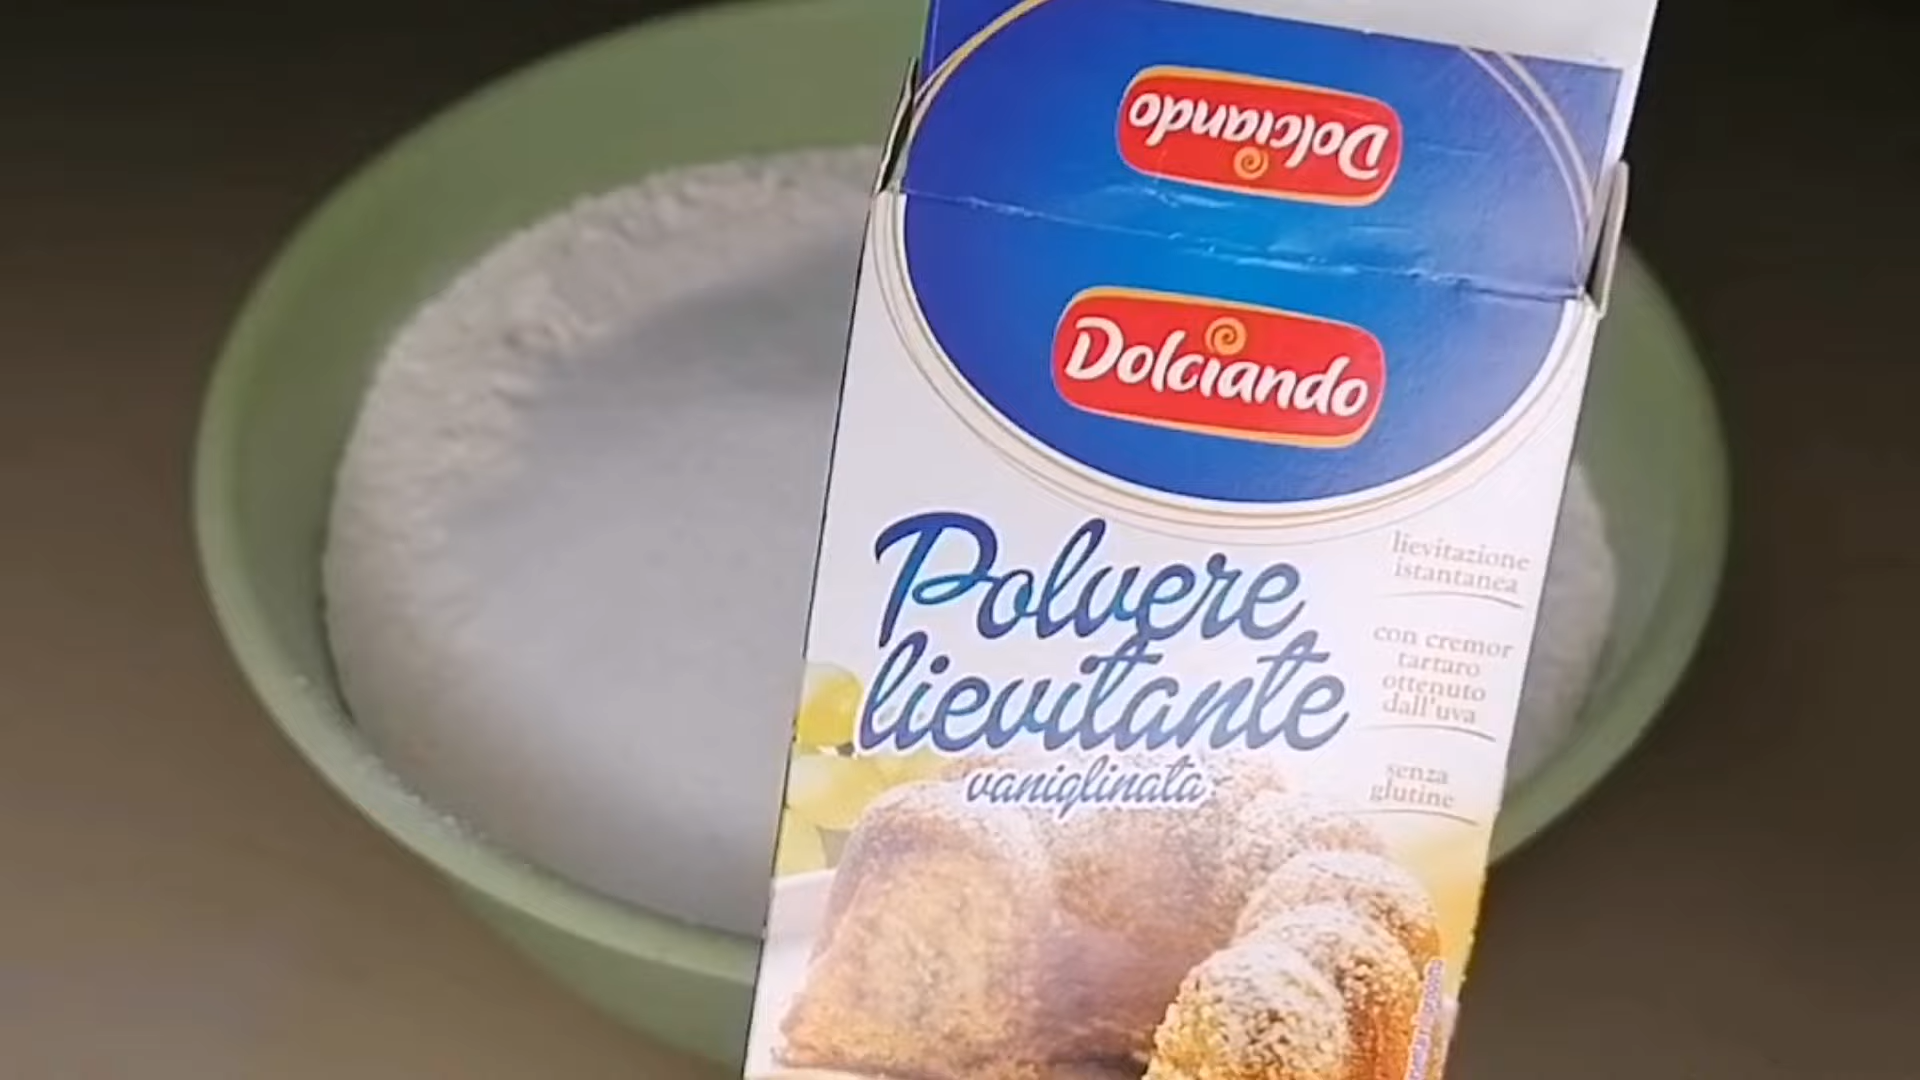 Dolciando
Dolciando
Polvere
lievitante
vaniglinata
lievitazione
istantanea
con cremor
tartaro
ottenuto
dall'uva
senza
glutine